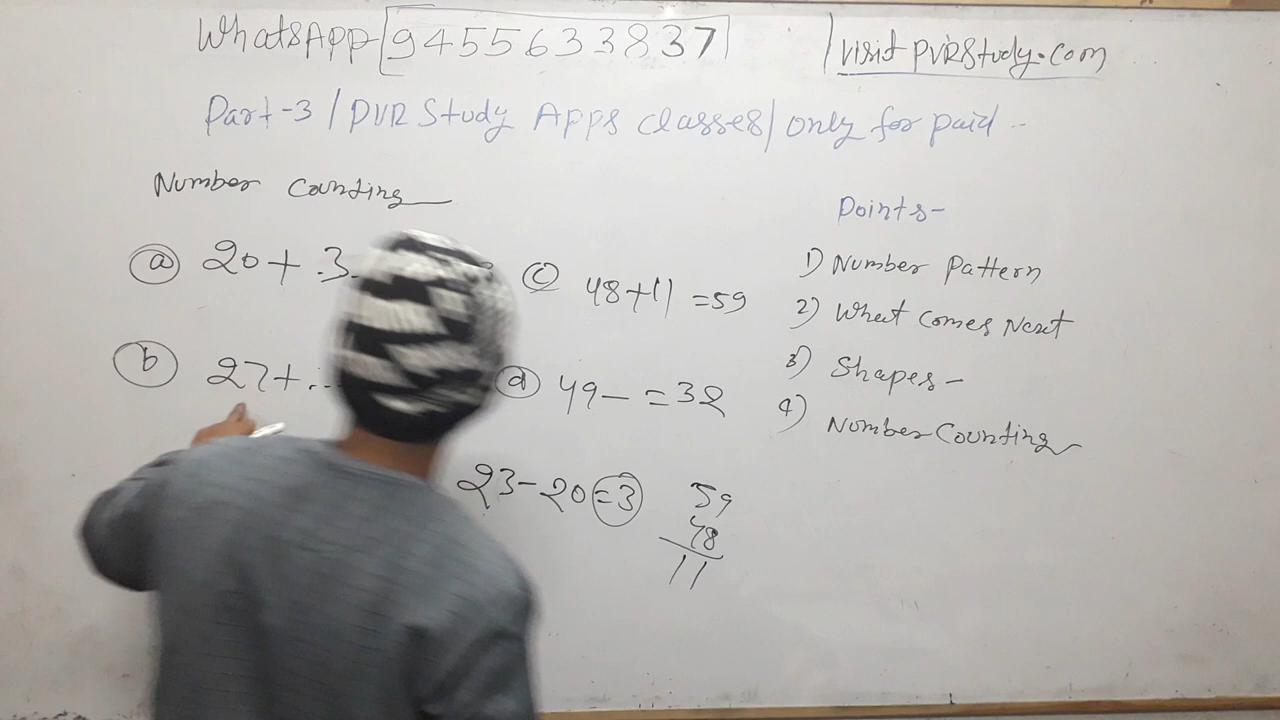 WhatsApp-9455633837 / visit PVRStudy.com
Part-3 / PVR Study Apps classes / only for paid --
Number Counting
(a) 20 + .3.
(b) 27 + ...
(c) 48+11 =59
(d) 49 - = 32
23-20=3
59
48
11
Points-
1) Number Pattern
2) What comes Next
3) Shapes -
4) Number Counting